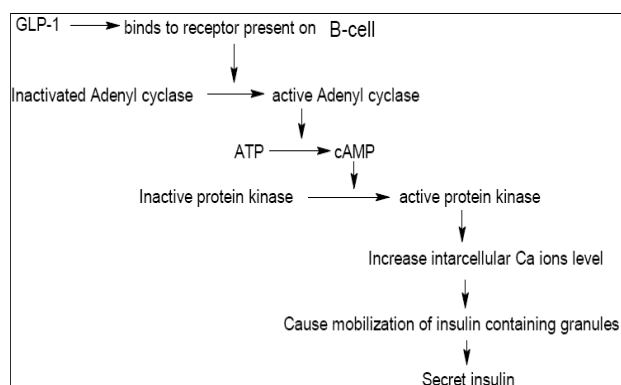 GLP-1 binds to receptor present on B-cell
Inactivated Adenyl cyclase active Adenyl cyclase
ATP cAMP
Inactive protein kinase active protein kinase
Increase intarcellular Ca ions level
Cause mobilization of insulin containing granules
Secret insulin